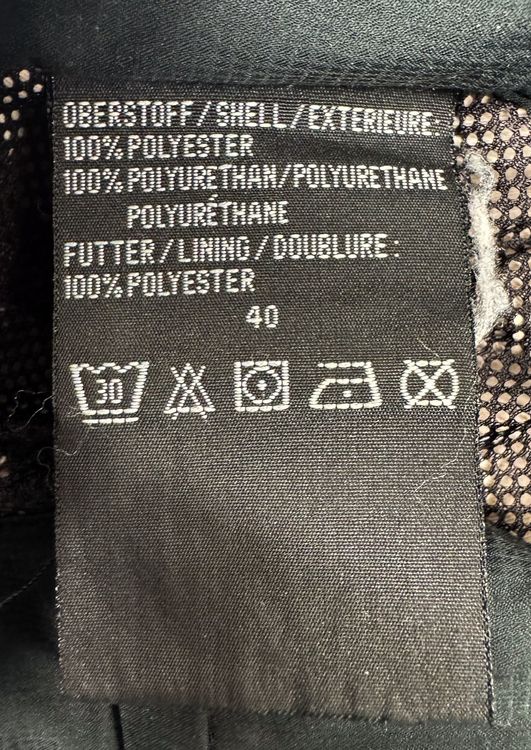 OBERSTOFF/SHELL/EXTERIEURE:
100% POLYESTER
100% POLYURETHAN/POLYURETHANE
POLYURÉTHANE
FUTTER/LINING/DOUBLURE:
100% POLYESTER
40
30